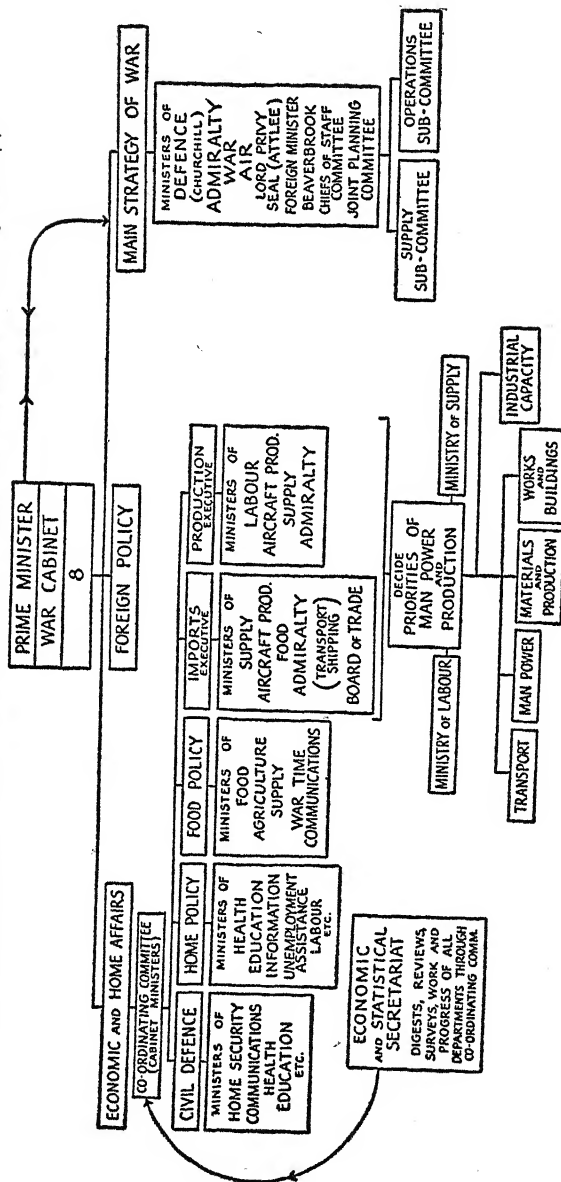 PRIME MINISTER
WAR CABINET
8
ECONOMIC AND HOME AFFAIRS
FOREIGN POLICY
MAIN STRATEGY OF WAR
CO-ORDINATING COMMITTEE
(CABINET MINISTERS)
CIVIL DEFENCE
MINISTERS OF
HOME SECURITY
COMMUNICATIONS
HEALTH
EDUCATION
ETC.
HOME POLICY
MINISTERS OF
HEALTH
EDUCATION
INFORMATION
UNEMPLOYMENT
ASSISTANCE
LABOUR
ETC.
FOOD POLICY
MINISTERS OF
FOOD
AGRICULTURE
SUPPLY
WAR TIME
COMMUNICATIONS
IMPORTS
EXECUTIVE
MINISTERS OF
SUPPLY
AIRCRAFT PROD.
FOOD
ADMIRALTY
(TRANSPORT
SHIPPING)
BOARD OF TRADE
PRODUCTION
EXECUTIVE
MINISTERS OF
LABOUR
AIRCRAFT PROD.
SUPPLY
ADMIRALTY
MINISTERS OF
DEFENCE
(CHURCHILL)
ADMIRALTY
WAR
AIR
LORD PRIVY
SEAL (ATTLEE)
FOREIGN MINISTER
BEAVERBROOK
CHIEFS OF STAFF
COMMITTEE
JOINT PLANNING
COMMITTEE
SUPPLY
SUB-COMMITTEE
OPERATIONS
SUB-COMMITTEE
ECONOMIC
AND STATISTICAL
SECRETARIAT
DIGESTS, REVIEWS,
SURVEYS, WORK AND
PROGRESS OF ALL
DEPARTMENTS THROUGH
CO-ORDINATING COMM.
DECIDE
PRIORITIES OF
MAN POWER
AND
PRODUCTION
MINISTRY OF LABOUR
MINISTRY OF SUPPLY
TRANSPORT
MAN POWER
MATERIALS
AND
PRODUCTION
WORKS
AND
BUILDINGS
INDUSTRIAL
CAPACITY